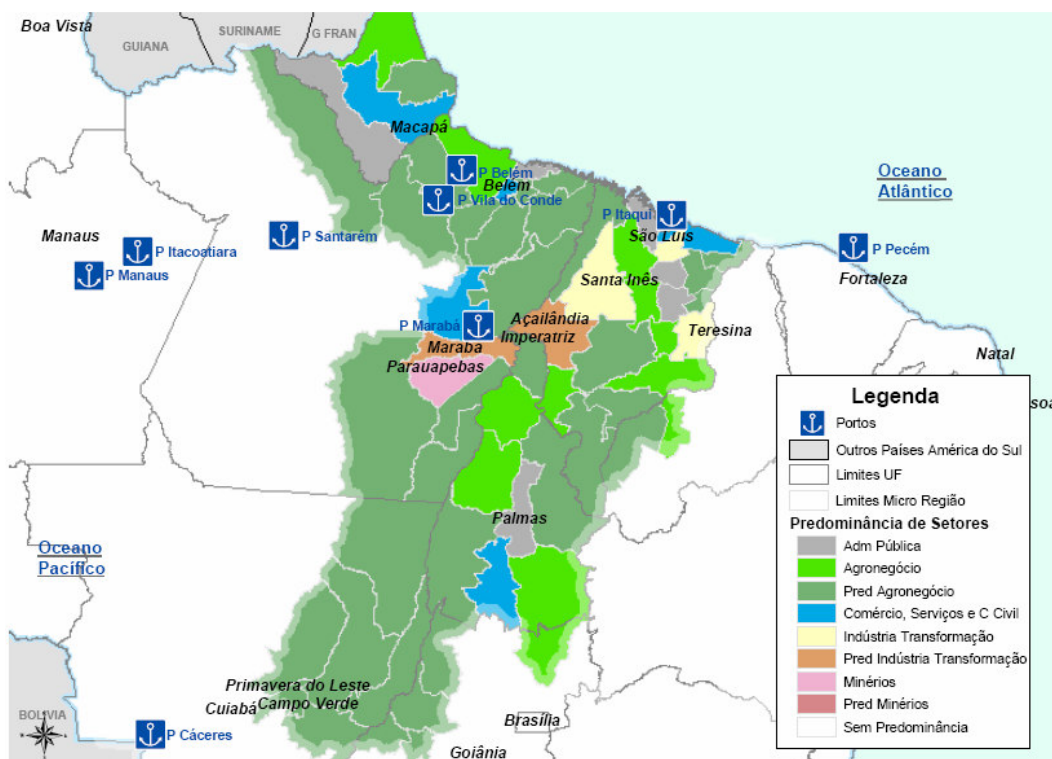 Boa Vista
SURINAME
G FRAN
GUIANA
Macapá
P Belém
Belém
P Vila do Conde
Oceano
Atlântico
P Itaqui
São Luís
Manaus
P Itacoatiara
P Santarém
P Manaus
P Pecém
Fortaleza
Santa Inês
Açailândia
P Marabá
Imperatriz
Teresina
Maraba
Parauapebas
Natal
soa
Palmas
Oceano
Pacífico
Primavera do Leste
Cuiabá
Campo Verde
BOLIVIA
P Cáceres
Brasília
Goiânia
Legenda
Portos
Outros Países América do Sul
Limites UF
Limites Micro Região
Predominância de Setores
Adm Pública
Agronegócio
Pred Agronegócio
Comércio, Serviços e C Civil
Indústria Transformação
Pred Indústria Transformação
Minérios
Pred Minérios
Sem Predominância